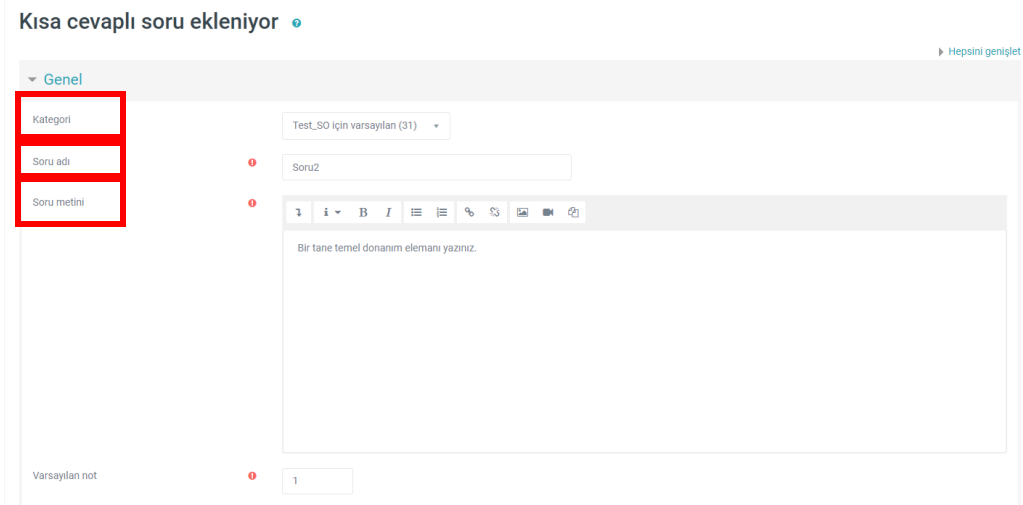 Kısa cevaplı soru ekleniyor
Hepsini genişlet
Genel
Kategori
Test_SO için varsayılan (31)
Soru adı
Soru2
Soru metini
B I
Bir tane temel donanım elemanı yazınız.
Varsayılan not
1